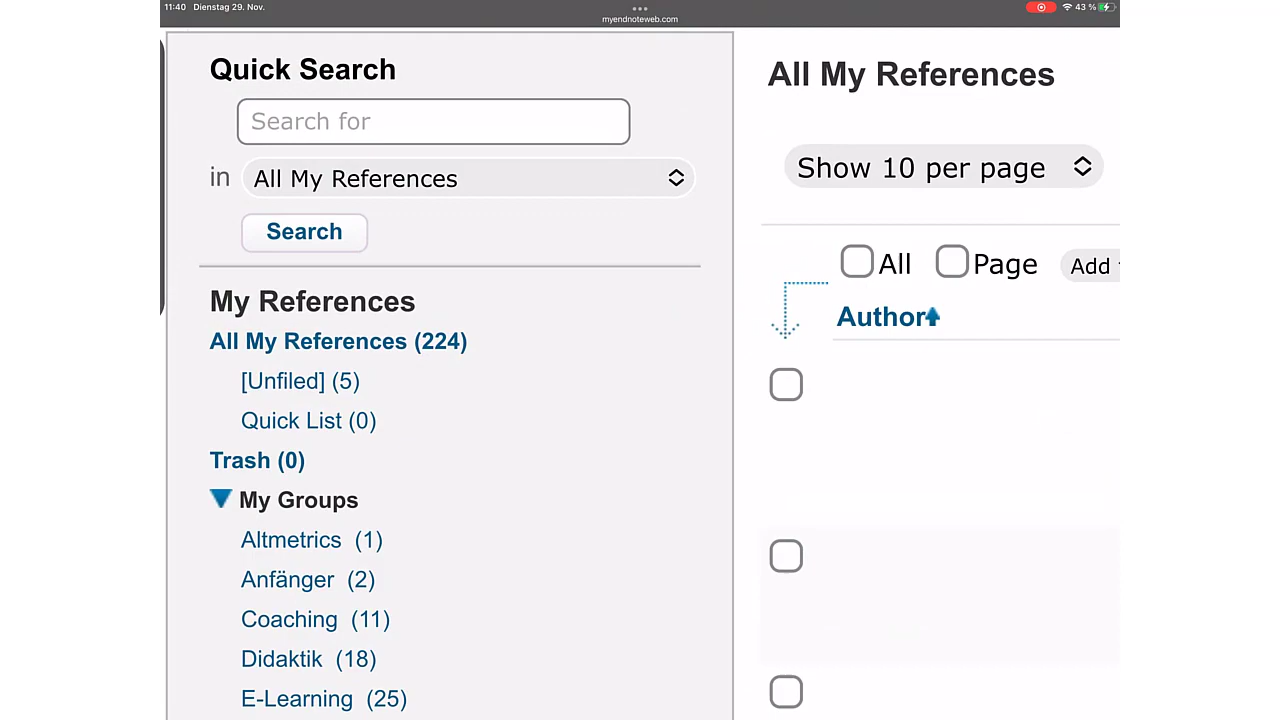 11:40 Dienstag 29. Nov.
myendnoteweb.com
43 %
Quick Search
Search for
in All My References
Search
My References
All My References (224)
[Unfiled] (5)
Quick List (0)
Trash (0)
My Groups
Altmetrics (1)
Anfänger (2)
Coaching (11)
Didaktik (18)
E-Learning (25)
All My References
Show 10 per page
All Page Add
Author